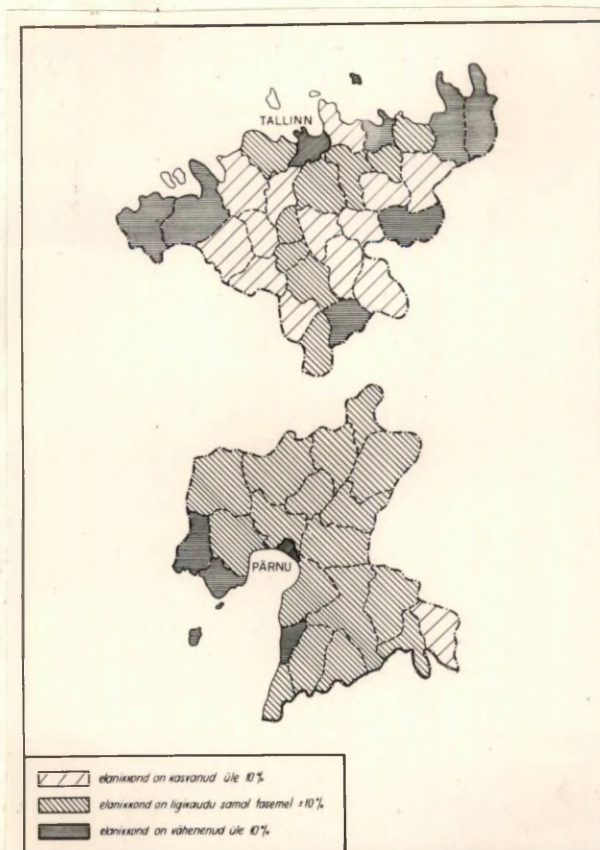 TALLINN
PÄRNU
elanikkond on kasvanud üle 10%
elanikkond on ligikaudu samal tasemel ±10%
elanikkond on vähenenud üle 10%